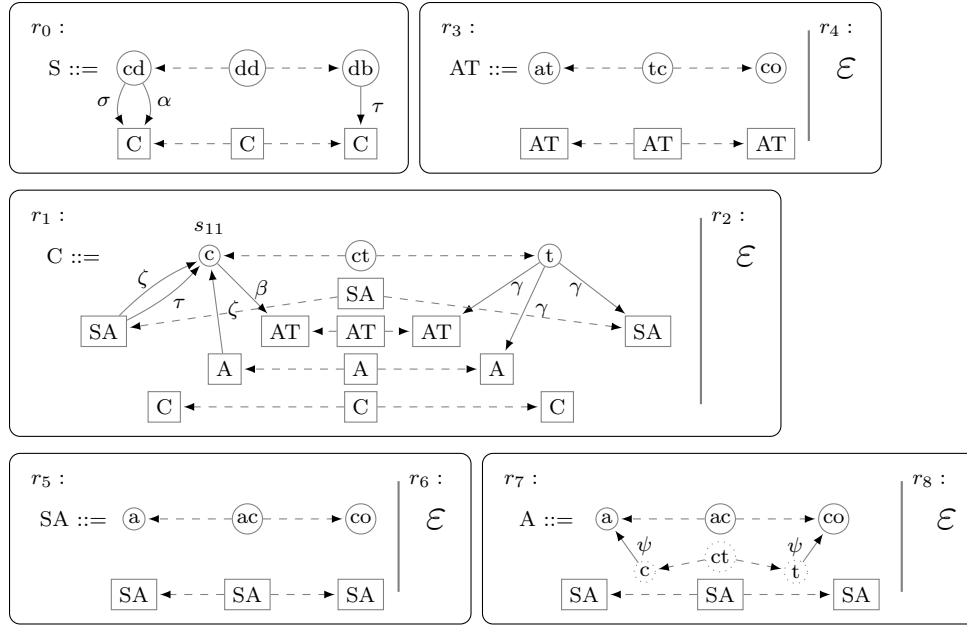 r0 :
S ::= cd dd db
σ α τ
C C C
r3 : r4 :
AT ::= at tc co ε
AT AT AT
r1 : r2 :
s11
C ::= c ct t ε
ζ τ ζ β γ γ γ
SA
SA AT AT AT SA
A A A
C C C
r5 : r6 :
SA ::= a ac co ε
SA SA SA
r7 : r8 :
A ::= a ac co ε
ψ ψ
c ct t
SA SA SA